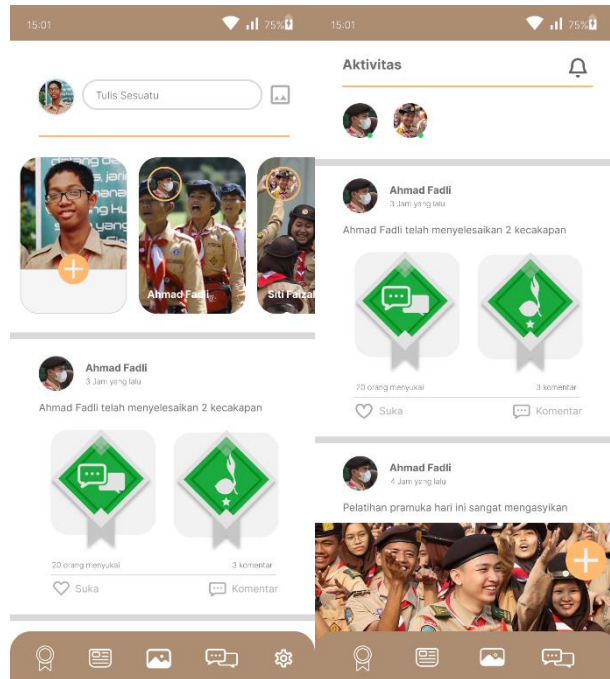 15:01
75%
Tulis Sesuatu
Ahmad Fadli
Siti Faizah
Ahmad Fadli
3 Jam yang lalu
Ahmad Fadli telah menyelesaikan 2 kecakapan
20 orang menyukai
3 komentar
Suka
Komentar
15:01
75%
Aktivitas
Ahmad Fadli
3 Jam yang lalu
Ahmad Fadli telah menyelesaikan 2 kecakapan
20 orang menyukai
3 komentar
Suka
Komentar
Ahmad Fadli
4 Jam yang lalu
Pelatihan pramuka hari ini sangat mengasyikan